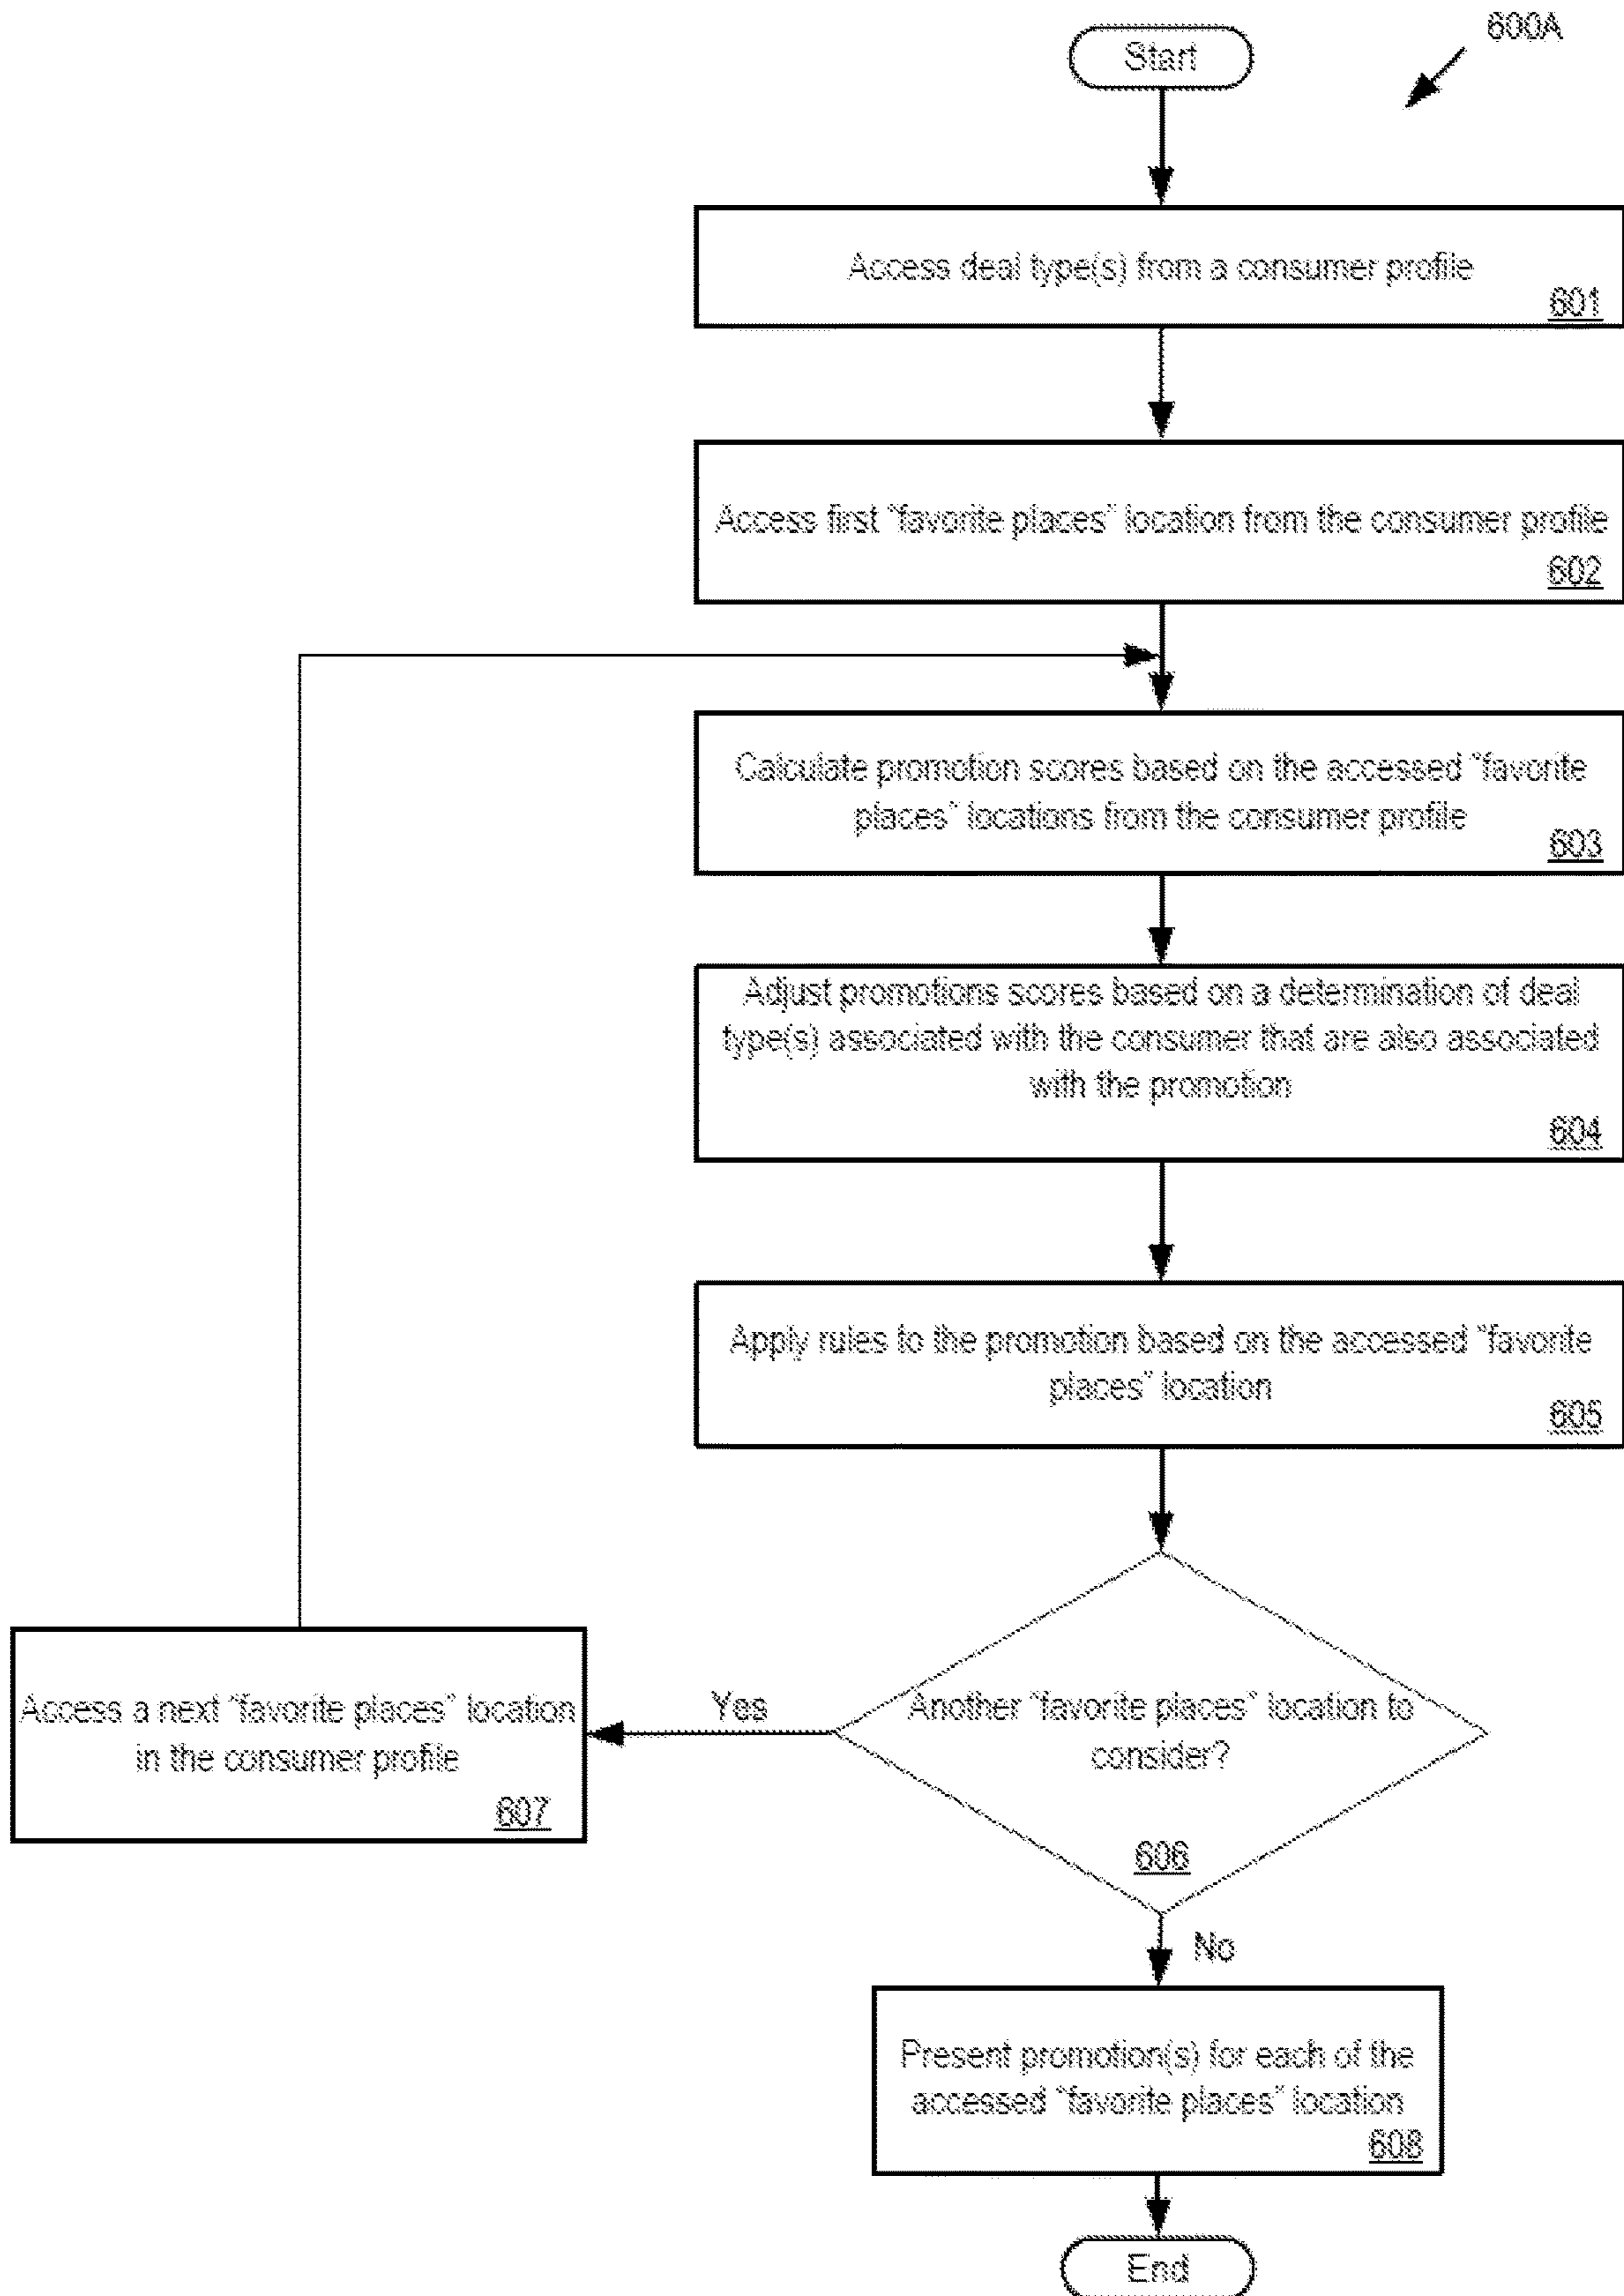 600A
Start
Access deal type(s) from a consumer profile
601
Access first "favorite places" location from the consumer profile
602
Calculate promotion scores based on the accessed "favorite
places" locations from the consumer profile
603
Adjust promotions scores based on a determination of deal
type(s) associated with the consumer that are also associated
with the promotion
604
Apply rules to the promotion based on the accessed "favorite
places" location
605
Another "favorite places" location to
consider?
606
Yes
Access a next "favorite places" location
in the consumer profile
607
No
Present promotion(s) for each of the
accessed "favorite places" location
608
End